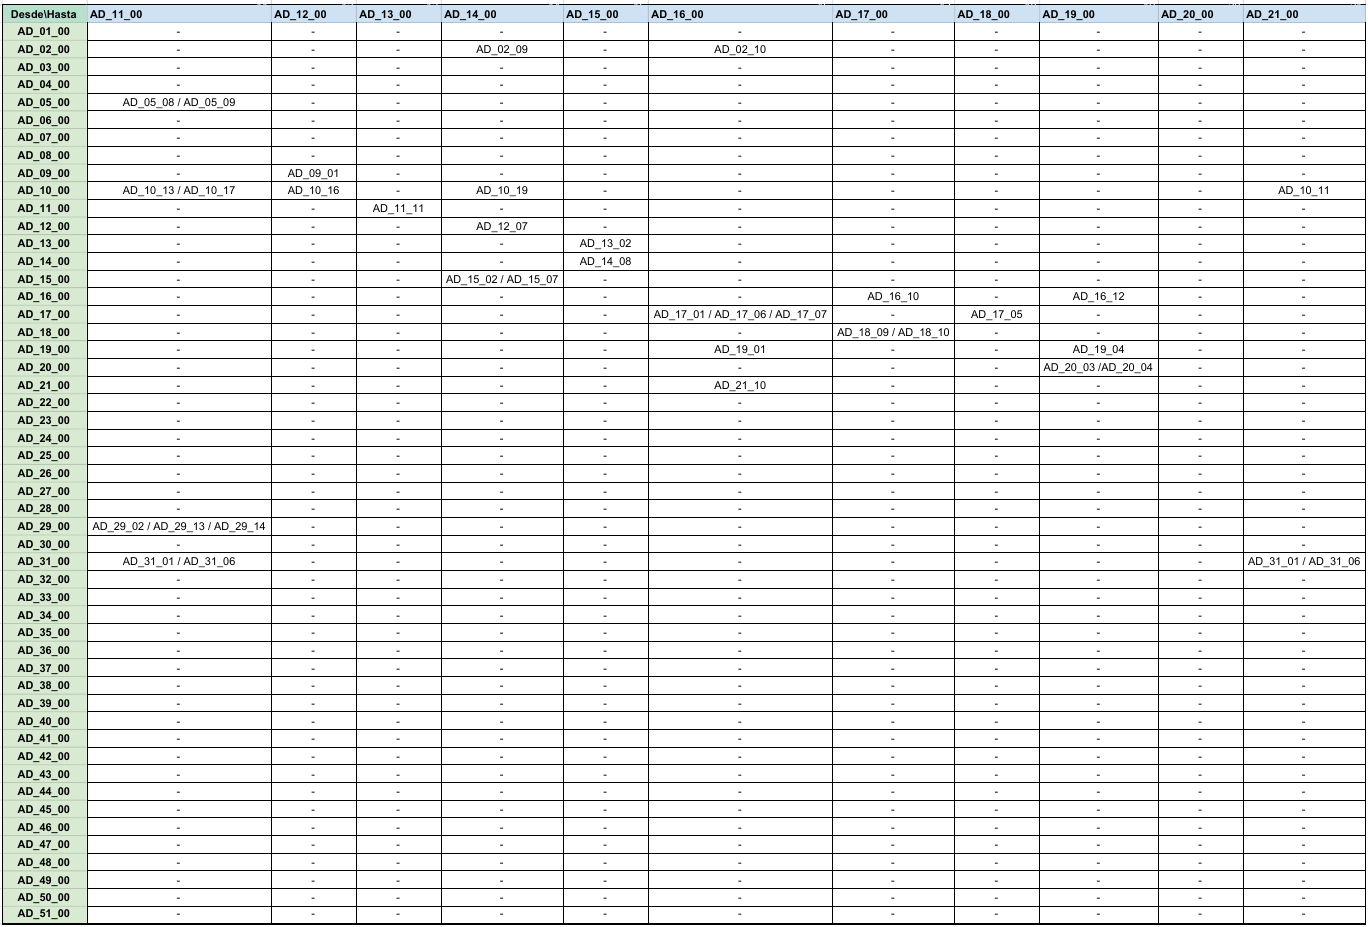 Desde\Hasta AD_11_00 AD_12_00 AD_13_00 AD_14_00 AD_15_00 AD_16_00 AD_17_00 AD_18_00 AD_19_00 AD_20_00 AD_21_00
AD_01_00 - - - - - - - - - - -
AD_02_00 - - - AD_02_09 - AD_02_10 - - - - -
AD_03_00 - - - - - - - - - - -
AD_04_00 - - - - - - - - - - -
AD_05_00 AD_05_08 / AD_05_09 - - - - - - - - - -
AD_06_00 - - - - - - - - - - -
AD_07_00 - - - - - - - - - - -
AD_08_00 - - - - - - - - - - -
AD_09_00 - AD_09_01 - - - - - - - - -
AD_10_00 AD_10_13 / AD_10_17 AD_10_16 - AD_10_19 - - - - - - AD_10_11
AD_11_00 - - AD_11_11 - - - - - - - -
AD_12_00 - - - AD_12_07 - - - - - - -
AD_13_00 - - - - AD_13_02 - - - - - -
AD_14_00 - - - - AD_14_08 - - - - - -
AD_15_00 - - - AD_15_02 / AD_15_07 - - - - - - -
AD_16_00 - - - - - - AD_16_10 - AD_16_12 - -
AD_17_00 - - - - - AD_17_01 / AD_17_06 / AD_17_07 - AD_17_05 - - -
AD_18_00 - - - - - - AD_18_09 / AD_18_10 - - - -
AD_19_00 - - - - - AD_19_01 - - AD_19_04 - -
AD_20_00 - - - - - - - - AD_20_03 /AD_20_04 - -
AD_21_00 - - - - - AD_21_10 - - - - -
AD_22_00 - - - - - - - - - - -
AD_23_00 - - - - - - - - - - -
AD_24_00 - - - - - - - - - - -
AD_25_00 - - - - - - - - - - -
AD_26_00 - - - - - - - - - - -
AD_27_00 - - - - - - - - - - -
AD_28_00 - - - - - - - - - - -
AD_29_00 AD_29_02 / AD_29_13 / AD_29_14 - - - - - - - - - -
AD_30_00 - - - - - - - - - - -
AD_31_00 AD_31_01 / AD_31_06 - - - - - - - - - AD_31_01 / AD_31_06
AD_32_00 - - - - - - - - - - -
AD_33_00 - - - - - - - - - - -
AD_34_00 - - - - - - - - - - -
AD_35_00 - - - - - - - - - - -
AD_36_00 - - - - - - - - - - -
AD_37_00 - - - - - - - - - - -
AD_38_00 - - - - - - - - - - -
AD_39_00 - - - - - - - - - - -
AD_40_00 - - - - - - - - - - -
AD_41_00 - - - - - - - - - - -
AD_42_00 - - - - - - - - - - -
AD_43_00 - - - - - - - - - - -
AD_44_00 - - - - - - - - - - -
AD_45_00 - - - - - - - - - - -
AD_46_00 - - - - - - - - - - -
AD_47_00 - - - - - - - - - - -
AD_48_00 - - - - - - - - - - -
AD_49_00 - - - - - - - - - - -
AD_50_00 - - - - - - - - - - -
AD_51_00 - - - - - - - - - - -